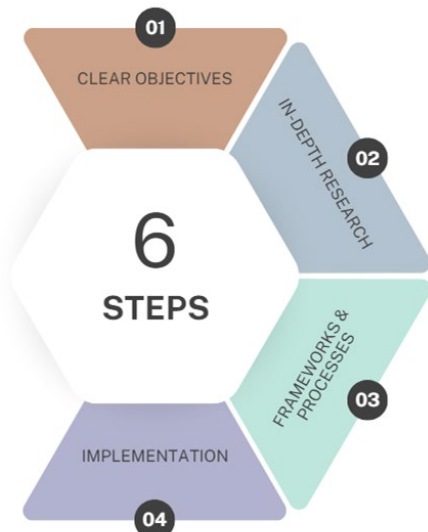 01
CLEAR OBJECTIVES
IN-DEPTH RESEARCH
02
6
STEPS
FRAMEWORKS &
PROCESSES
03
IMPLEMENTATION
04